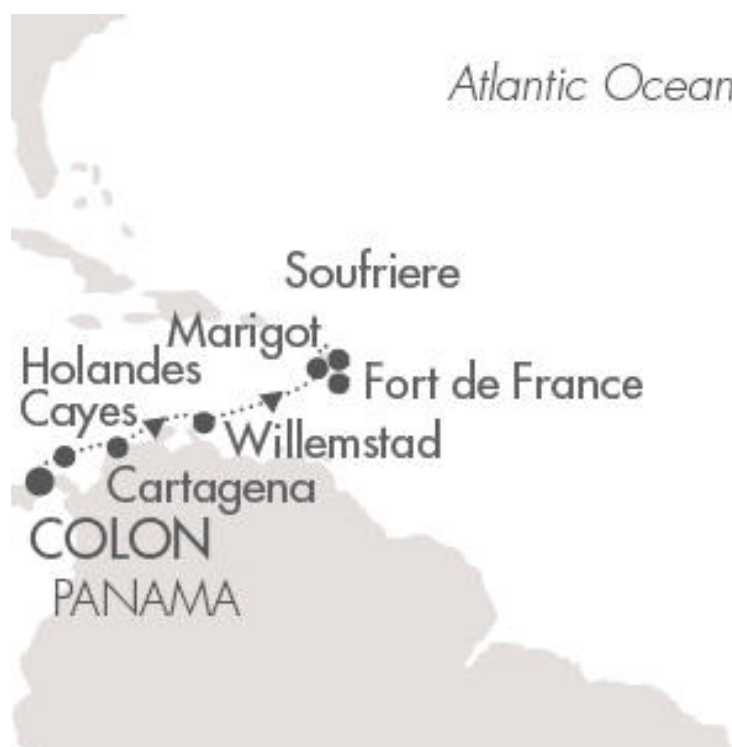 Atlantic Ocean
Soufriere
Marigot
Holandes
Cayes
Fort de France
Willemstad
Cartagena
COLON
PANAMA